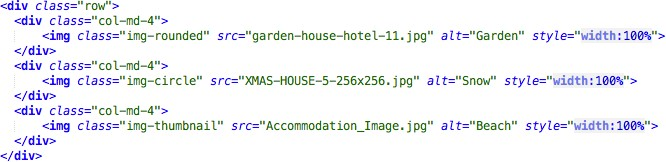 <div class="row">
<div class="col-md-4">
<img class="img-rounded" src="garden-house-hotel-11.jpg" alt="Garden" style="width:100%">
</div>
<div class="col-md-4">
<img class="img-circle" src="XMAS-HOUSE-5-256x256.jpg" alt="Snow" style="width:100%">
</div>
<div class="col-md-4">
<img class="img-thumbnail" src="Accommodation_Image.jpg" alt="Beach" style="width:100%">
</div>
</div>